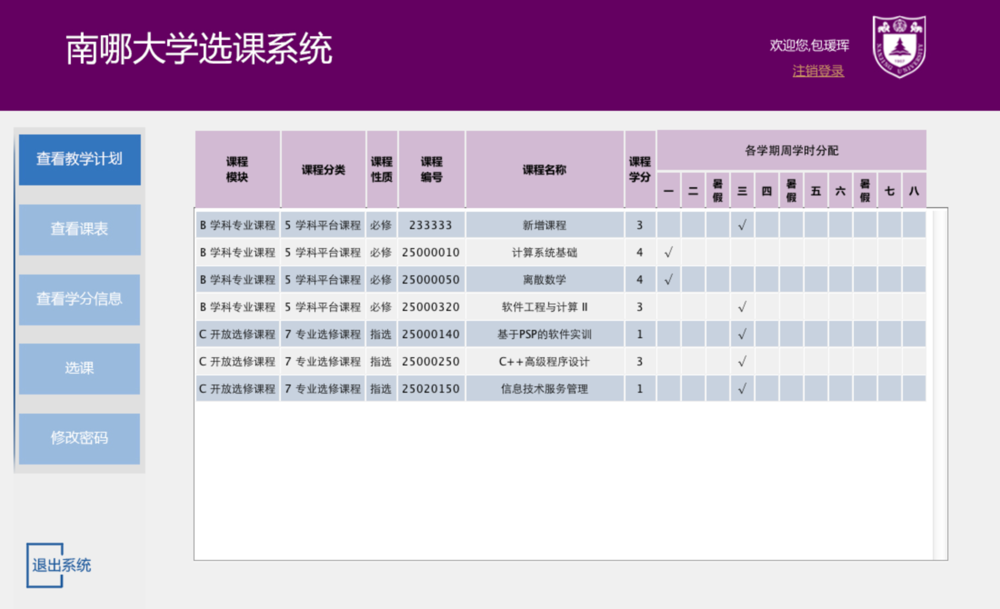 南哪大学选课系统
欢迎您,包瑗珲
注销登录
NANJING UNIVERSITY
1902
查看教学计划
查看课表
查看学分信息
选课
修改密码
退出系统
课程模块 课程分类 课程性质 课程编号 课程名称 课程学分 各学期周学时分配
一 二 暑假 三 四 暑假 五 六 暑假 七 八
B 学科专业课程 5 学科平台课程 必修 233333 新增课程 3 √
B 学科专业课程 5 学科平台课程 必修 25000010 计算系统基础 4 √
B 学科专业课程 5 学科平台课程 必修 25000050 离散数学 4 √
B 学科专业课程 5 学科平台课程 必修 25000320 软件工程与计算 II 3 √
C 开放选修课程 7 专业选修课程 指选 25000140 基于PSP的软件实训 1 √
C 开放选修课程 7 专业选修课程 指选 25000250 C++高级程序设计 3 √
C 开放选修课程 7 专业选修课程 指选 25020150 信息技术服务管理 1 √